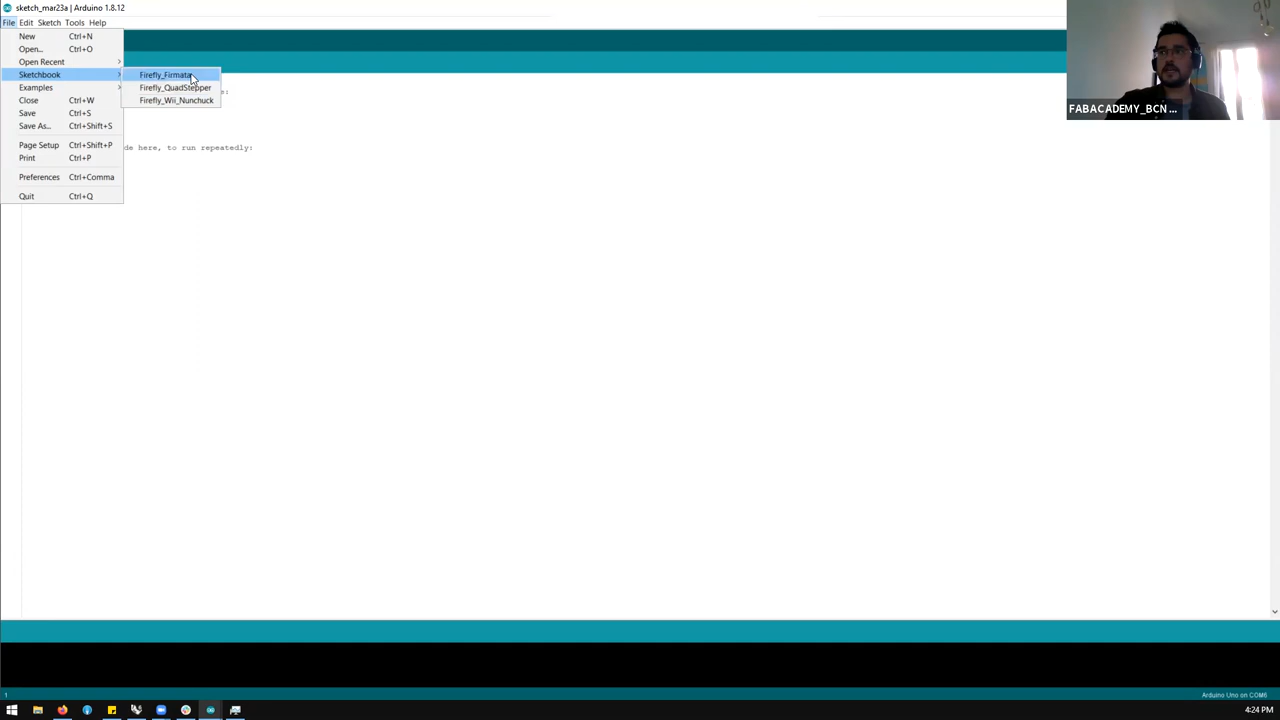 sketch_mar23a | Arduino 1.8.12
File Edit Sketch Tools Help
New Ctrl+N
Open... Ctrl+O
Open Recent
Sketchbook
Examples
Close Ctrl+W
Save Ctrl+S
Save As... Ctrl+Shift+S
Page Setup Ctrl+Shift+P
Print Ctrl+P
Preferences Ctrl+Comma
Quit Ctrl+Q
Firefly_Firmata
Firefly_QuadStepper
Firefly_Wii_Nunchuck
e:
de here, to run repeatedly:
FABACADEMY_BCN ...
1
Arduino Uno on COM6
4:24 PM